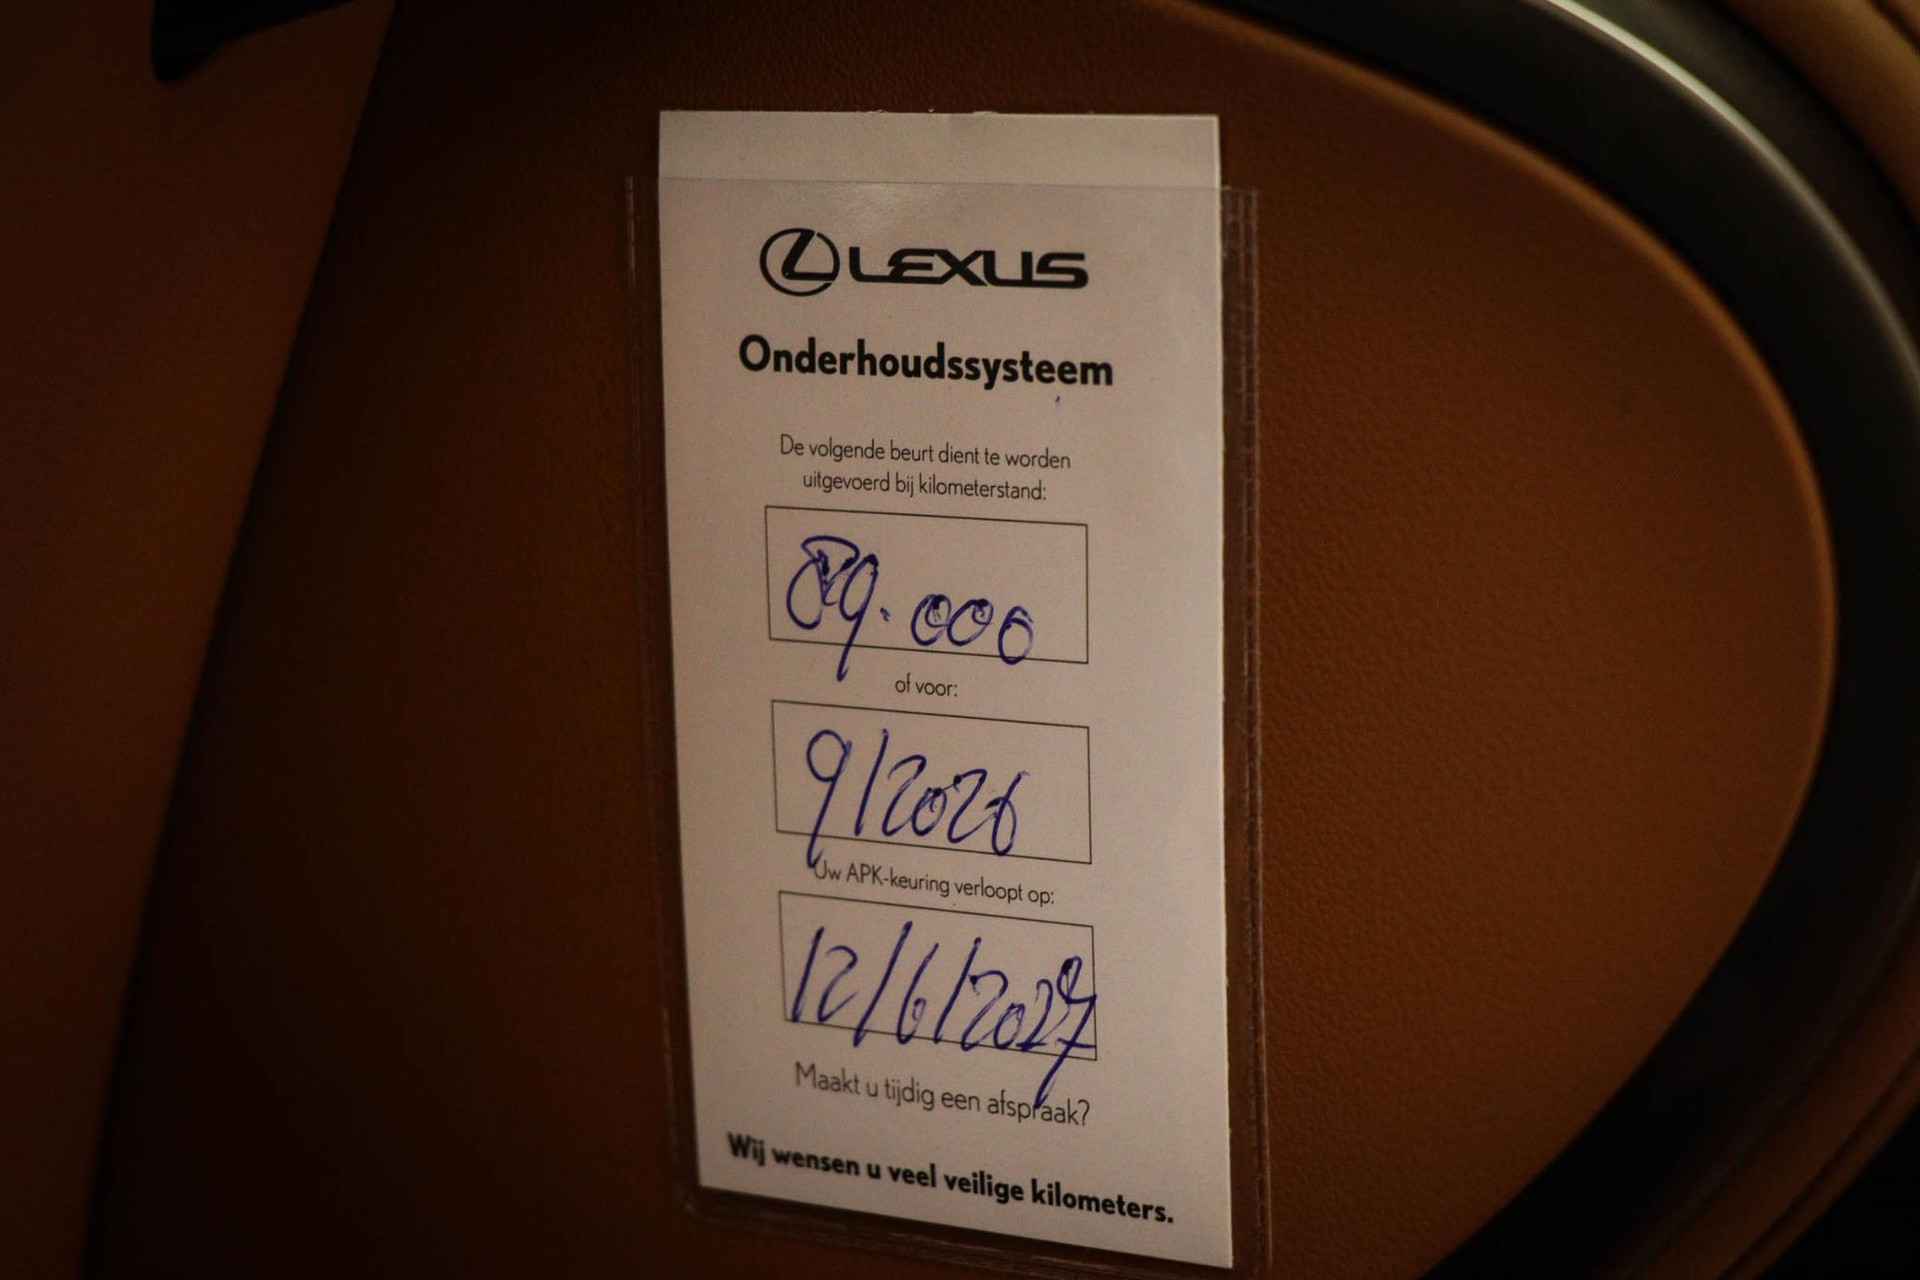 LEXUS
Onderhoudssysteem
De volgende beurt dient te worden
uitgevoerd bij kilometerstand:
89.000
of voor:
9/2026
Uw APK-keuring verloopt op:
12/6/2027
Maakt u tijdig een afspraak?
Wij wensen u veel veilige kilometers.